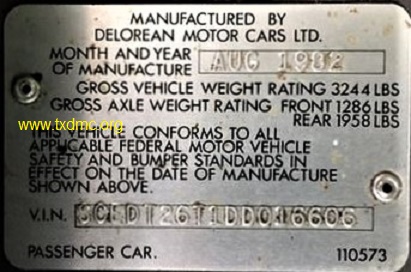 MANUFACTURED BY
DELOREAN MOTOR CARS LTD.
MONTH AND YEAR
OF MANUFACTURE AUG 1982
GROSS VEHICLE WEIGHT RATING 3244 LBS
GROSS AXLE WEIGHT RATING FRONT 1286 LBS
REAR 1958 LBS
www.txdmc.org
THIS VEHICLE CONFORMS TO ALL
APPLICABLE FEDERAL MOTOR VEHICLE
SAFETY AND BUMPER STANDARDS IN
EFFECT ON THE DATE OF MANUFACTURE
SHOWN ABOVE.
V.I.N.
PASSENGER CAR. 110573